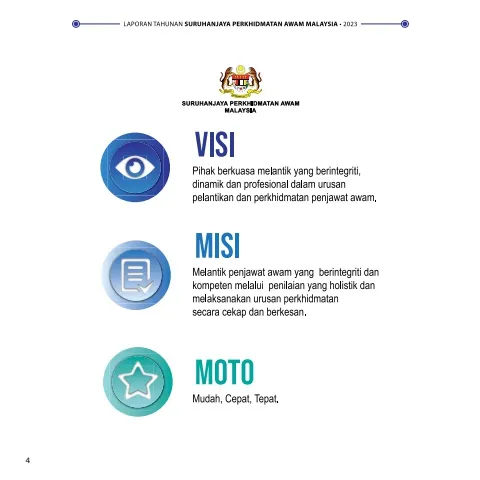 LAPORAN TAHUNAN SURUHANJAYA PERKHIDMATAN AWAM MALAYSIA • 2023
SURUHANJAYA PERKHIDMATAN AWAM
MALAYSIA
VISI
Pihak berkuasa melantik yang berintegriti,
dinamik dan profesional dalam urusan
pelantikan dan perkhidmatan penjawat awam.
MISI
Melantik penjawat awam yang berintegriti dan
kompeten melalui penilaian yang holistik dan
melaksanakan urusan perkhidmatan
secara cekap dan berkesan.
MOTO
Mudah, Cepat, Tepat.
4